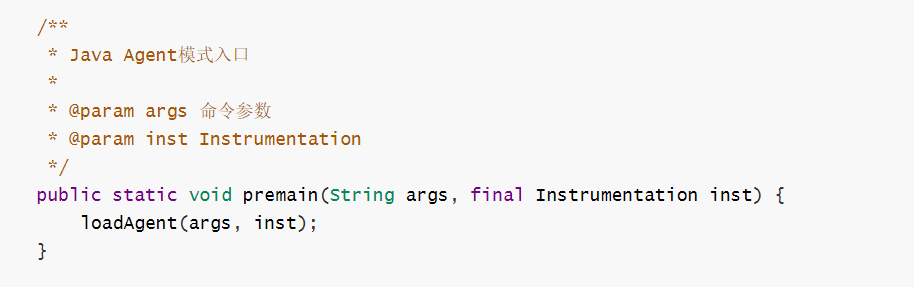 /**
 * Java Agent模式入口
 *
 * @param args 命令参数
 * @param inst Instrumentation
 */
public static void premain(String args, final Instrumentation inst) {
    loadAgent(args, inst);
}